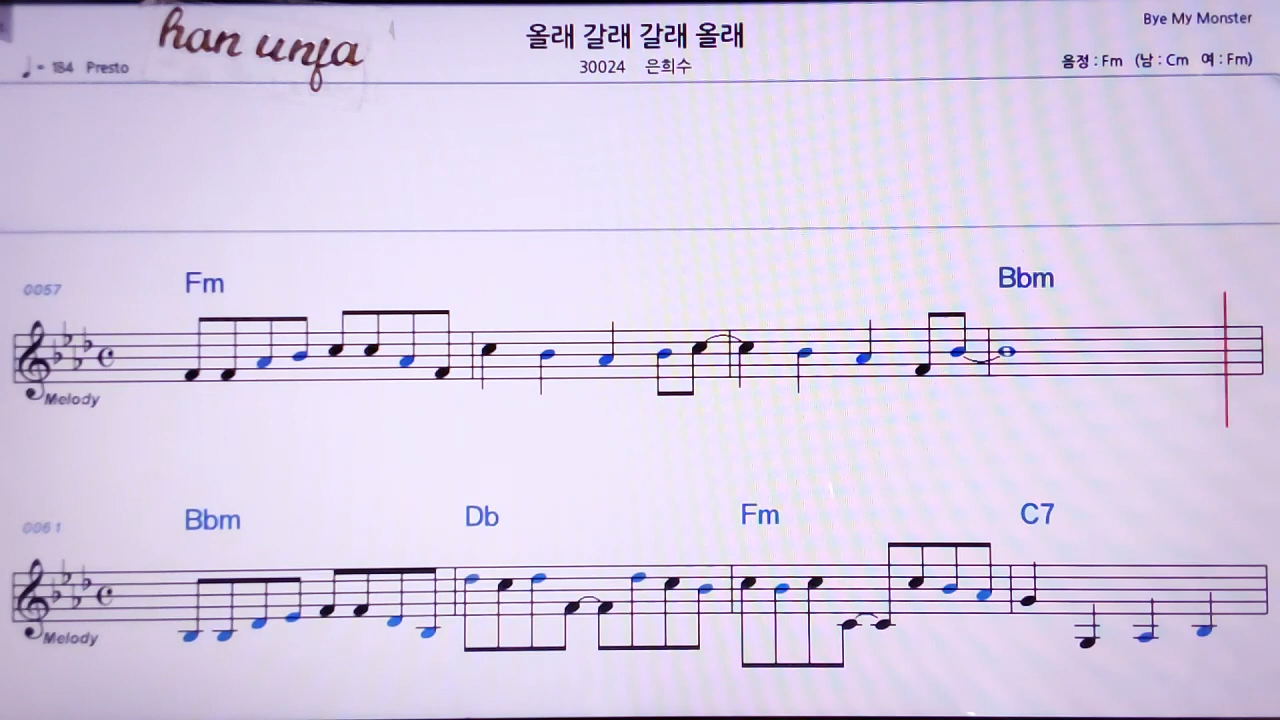 han unja
올래 갈래 갈래 올래
Bye My Monster
♩ = 184 Presto
30024 은희수
음정 : Fm (남 : Cm 여 : Fm)
0057
Fm
Bbm
Melody
0061
Bbm
Db
Fm
C7
Melody